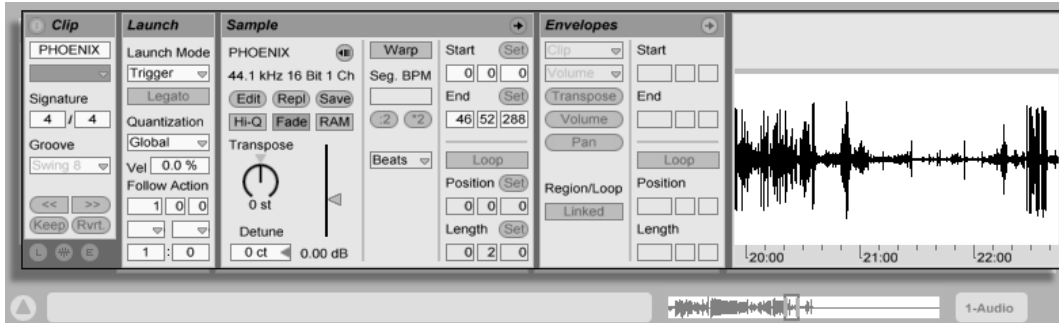 Clip
PHOENIX
Signature
4 / 4
Groove
Swing 8
<< >>
Keep Rvrt.
L E
Launch
Launch Mode
Trigger
Legato
Quantization
Global
Vel 0.0 %
Follow Action
1 0 0
1 : 0
Sample
PHOENIX
44.1 kHz 16 Bit 1 Ch
Edit Repl Save
Hi-Q Fade RAM
Transpose
0 st
Detune
0 ct 0.00 dB
Warp
Seg. BPM
:2 *2
Beats
Start Set
0 0 0
End Set
46 52 288
Loop
Position Set
0 0 0
Length Set
0 2 0
Envelopes
Clip
Volume
Transpose
Volume
Pan
Region/Loop
Linked
Start
End
Loop
Position
Length
20:00 21:00 22:00
1-Audio